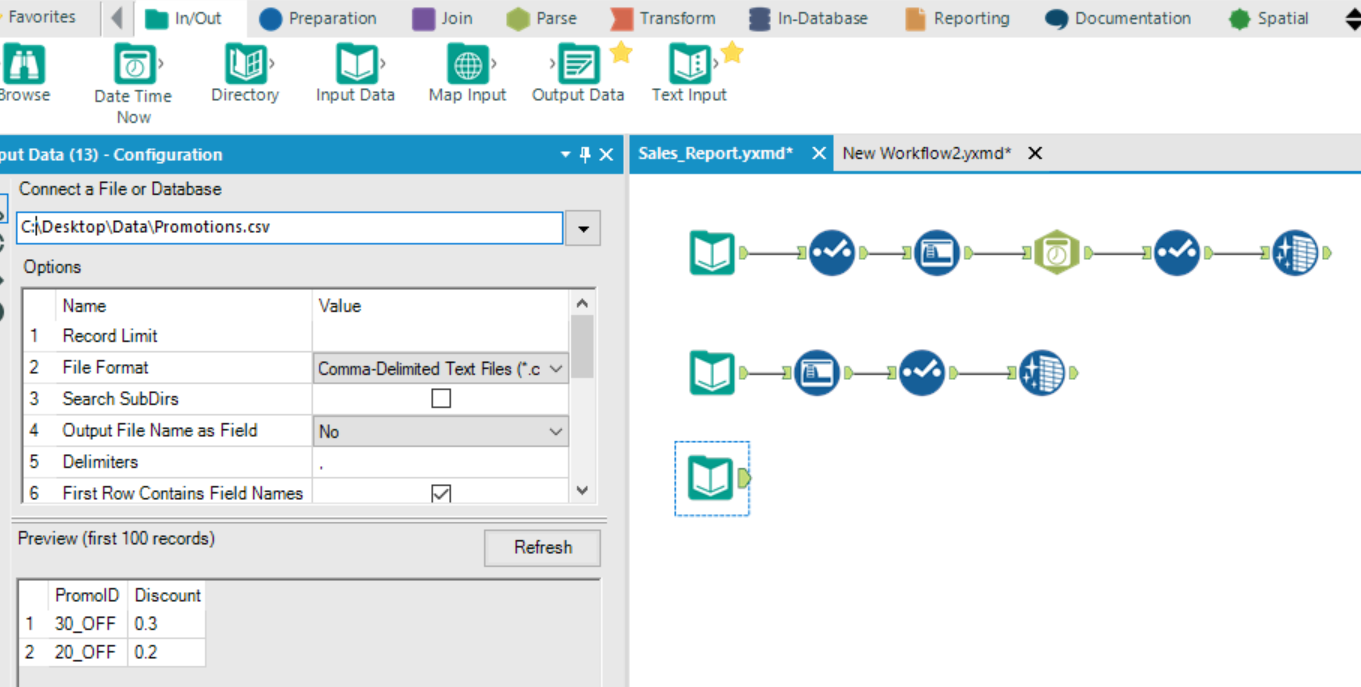 Favorites In/Out Preparation Join Parse Transform In-Database Reporting Documentation Spatial
Browse Date Time Now Directory Input Data Map Input Output Data Text Input
put Data (13) - Configuration
Sales_Report.yxmd* New Workflow2.yxmd*
Connect a File or Database
C:\Desktop\Data\Promotions.csv
Options
Name Value
1 Record Limit
2 File Format Comma-Delimited Text Files (*.c
3 Search SubDirs
4 Output File Name as Field No
5 Delimiters ,
6 First Row Contains Field Names
Preview (first 100 records)
Refresh
PromoID Discount
1 30_OFF 0.3
2 20_OFF 0.2